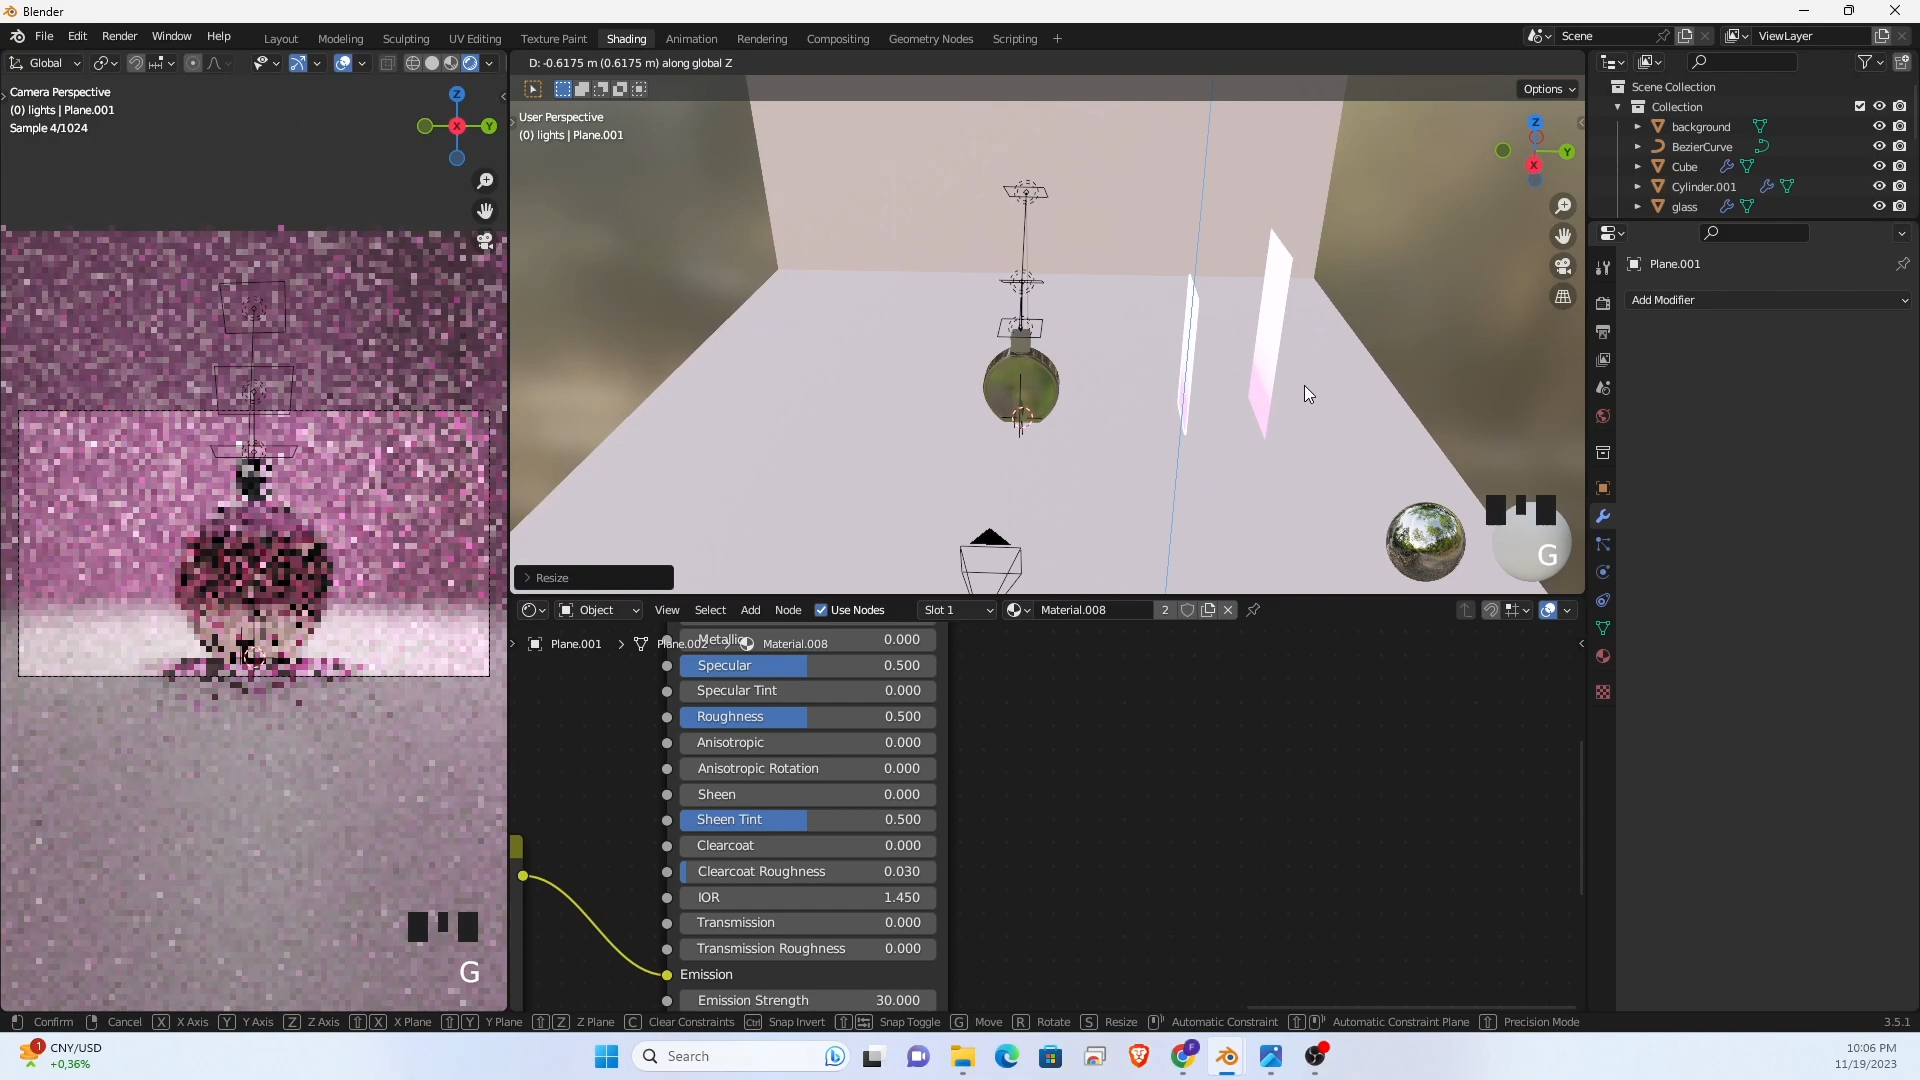 Blender
File Edit Render Window Help
Layout Modeling Sculpting UV Editing Texture Paint Shading Animation Rendering Compositing Geometry Nodes Scripting +
Scene
ViewLayer
Global
D: -0.6175 m (0.6175 m) along global Z
Options
Camera Perspective
(0) lights | Plane.001
Sample 4/1024
Z
X
Y
User Perspective
(0) lights | Plane.001
Z
Y
X
Scene Collection
Collection
background
BezierCurve
Cube
Cylinder.001
glass
Plane.001
Add Modifier
G
Resize
Object View Select Add Node Use Nodes Slot 1 Material.008 2
Plane.001 > Plane.002 > Material.008
Metallic 0.000
Specular 0.500
Specular Tint 0.000
Roughness 0.500
Anisotropic 0.000
Anisotropic Rotation 0.000
Sheen 0.000
Sheen Tint 0.500
Clearcoat 0.000
Clearcoat Roughness 0.030
IOR 1.450
Transmission 0.000
Transmission Roughness 0.000
Emission
Emission Strength 30.000
G
Confirm Cancel X X Axis Y Y Axis Z Z Axis X X Plane Y Y Plane Z Z Plane C Clear Constraints Ctrl Snap Invert Snap Toggle G Move R Rotate S Resize Automatic Constraint Automatic Constraint Plane Precision Mode 3.5.1
1
CNY/USD
+0,36%
Search
F
10:06 PM
11/19/2023